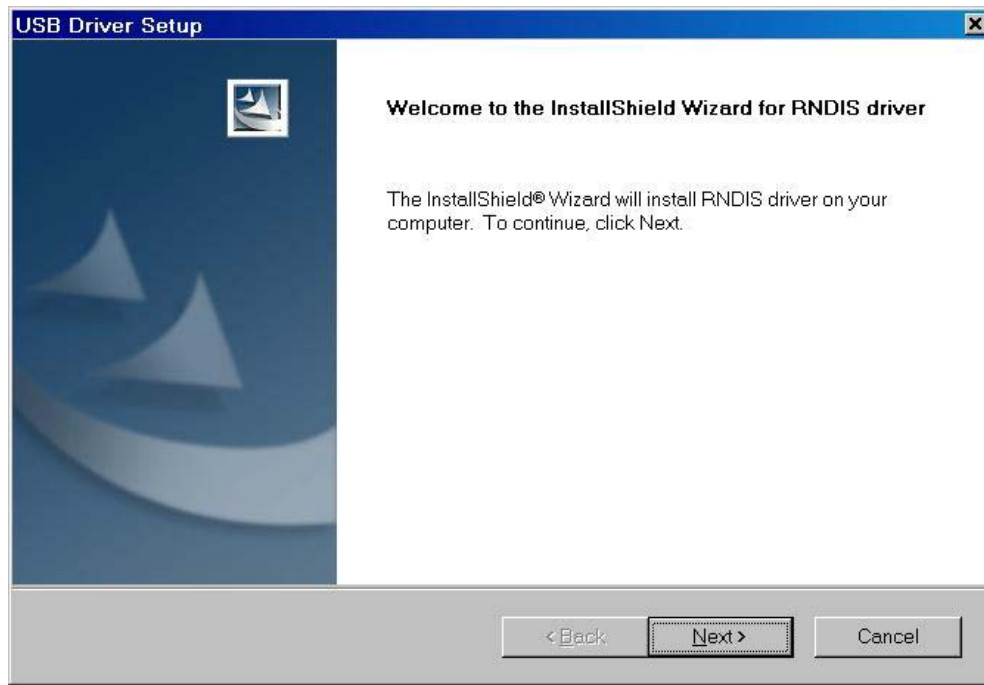 USB Driver Setup
Welcome to the InstallShield Wizard for RNDIS driver
The InstallShield® Wizard will install RNDIS driver on your
computer. To continue, click Next.
< Back
Next >
Cancel